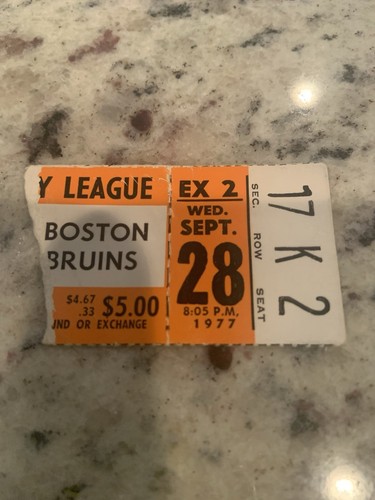 Y LEAGUE
BOSTON
BRUINS
$4.67
.33 $5.00
ND OR EXCHANGE
EX 2
WED.
SEPT.
28
8:05 P.M,
1977
SEC. ROW SEAT
17 K 2